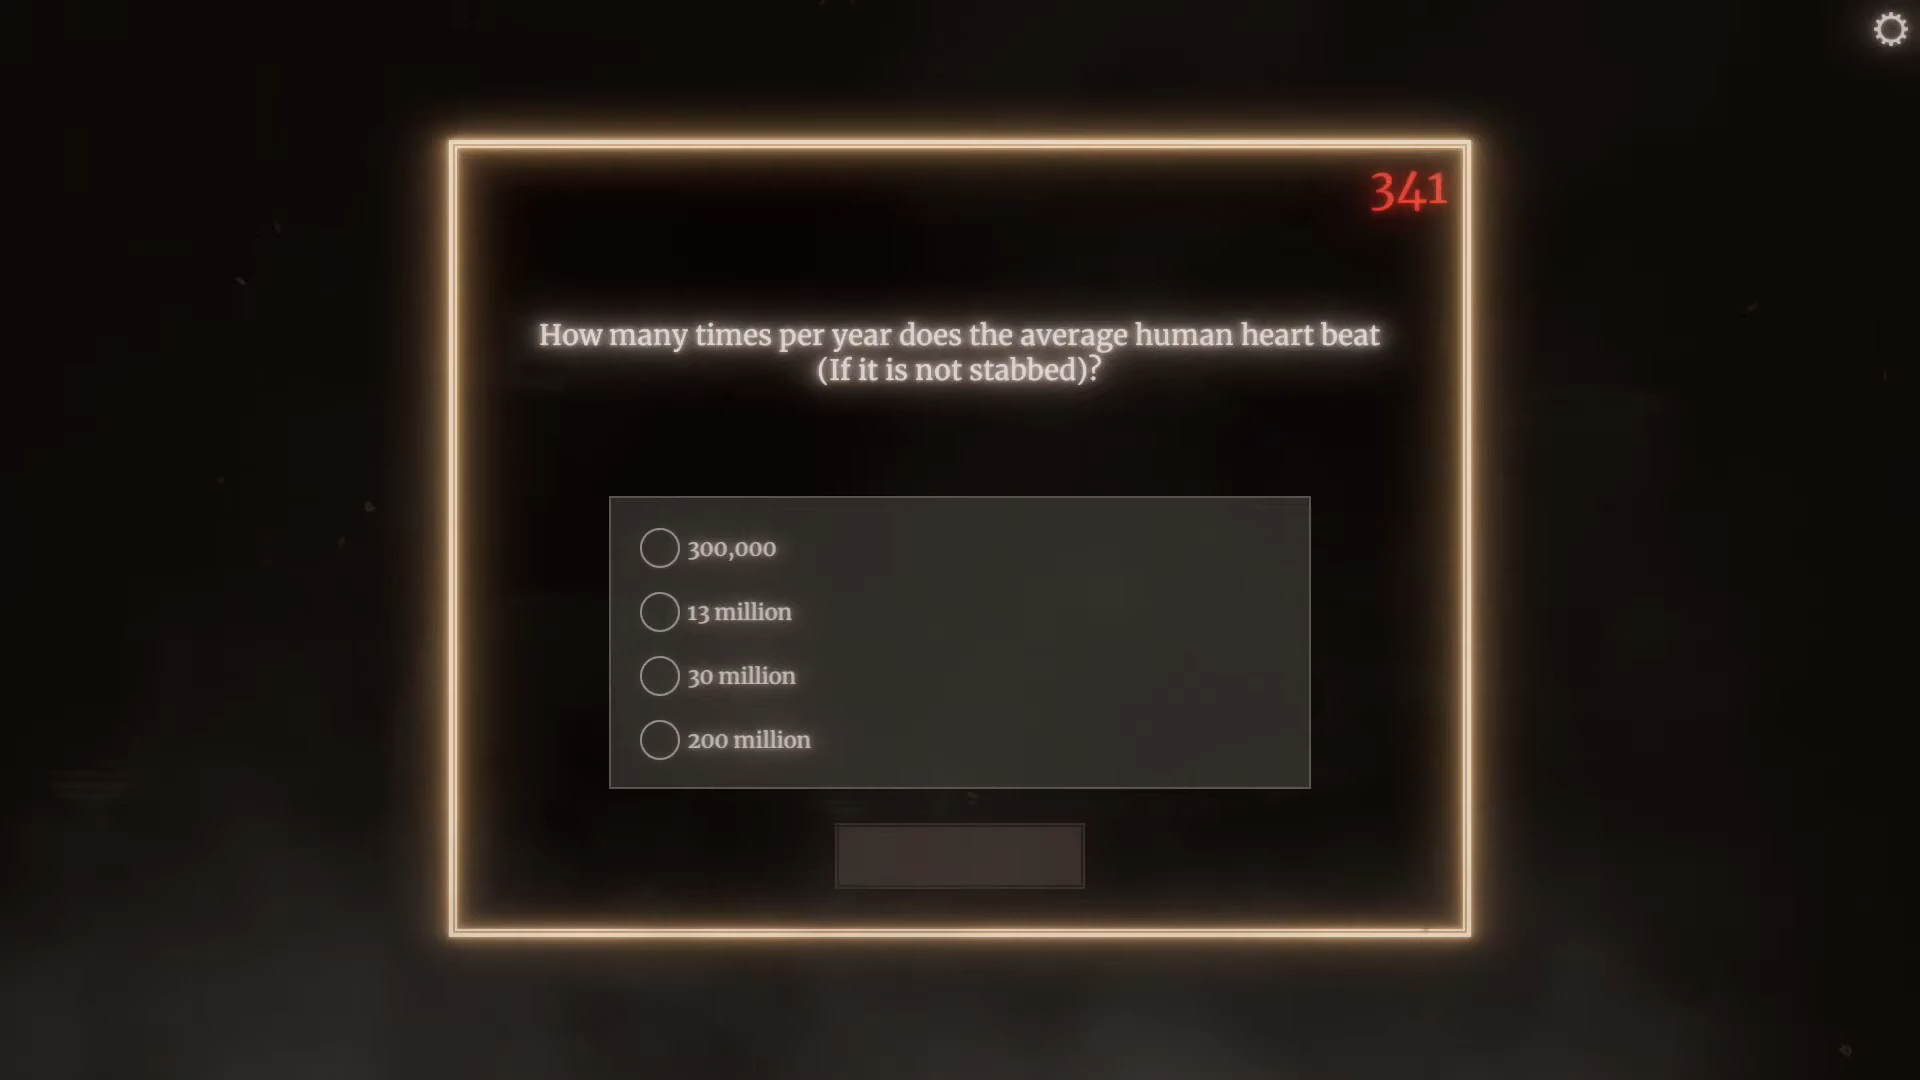 341
How many times per year does the average human heart beat
(If it is not stabbed)?
300,000
13 million
30 million
200 million